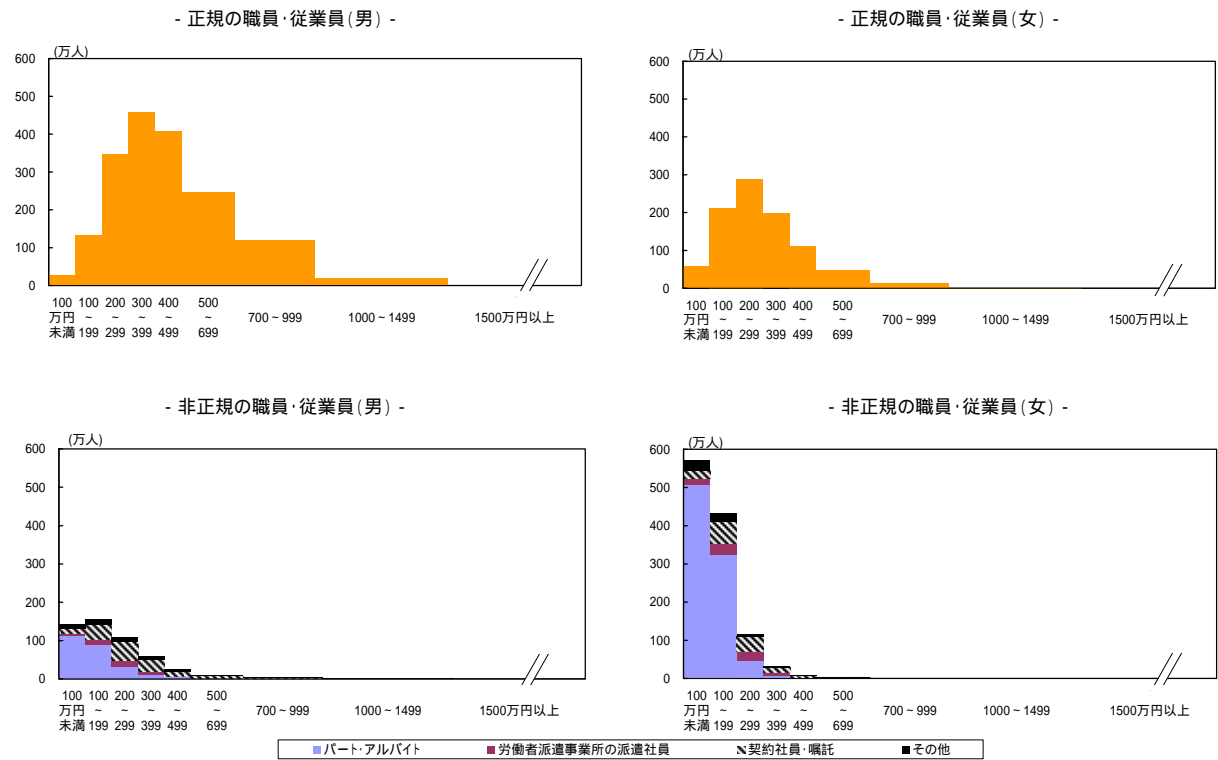 - 正規の職員・従業員(男) -
(万人)
600
500
400
300
200
100
0
100 100 200 300 400 500
万円 ~ ~ ~ ~ ~ 700~999 1000~1499 1500万円以上
未満 199 299 399 499 699
- 正規の職員・従業員(女) -
(万人)
600
500
400
300
200
100
0
100 100 200 300 400 500
万円 ~ ~ ~ ~ ~ 700~999 1000~1499 1500万円以上
未満 199 299 399 499 699
- 非正規の職員・従業員(男) -
(万人)
600
500
400
300
200
100
0
100 100 200 300 400 500
万円 ~ ~ ~ ~ ~ 700~999 1000~1499 1500万円以上
未満 199 299 399 499 699
- 非正規の職員・従業員(女) -
(万人)
600
500
400
300
200
100
0
100 100 200 300 400 500
万円 ~ ~ ~ ~ ~ 700~999 1000~1499 1500万円以上
未満 199 299 399 499 699
パート・アルバイト 労働者派遣事業所の派遣社員 契約社員・嘱託 その他